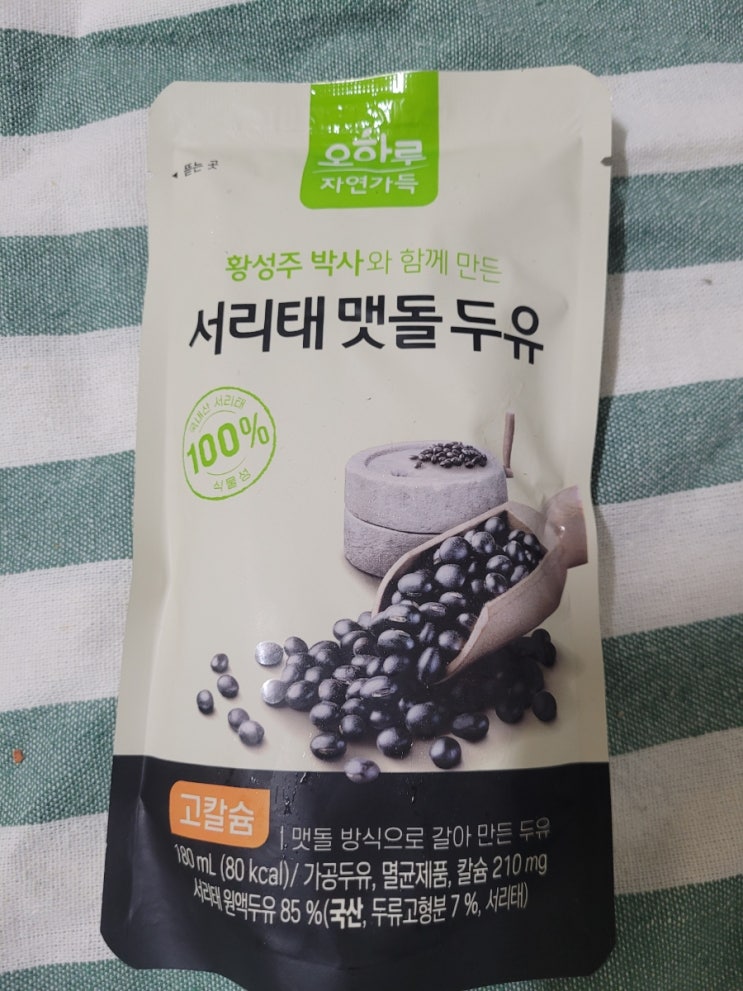 오하루
자연가득
◂ 뜯는 곳
황성주 박사와 함께 만든
서리태 맷돌 두유
국내산 서리태
100%
식물성
고칼슘
| 맷돌 방식으로 갈아 만든 두유
180 mL (80 kcal)/ 가공두유, 멸균제품, 칼슘 210 mg
서리태 원액두유 85 %(국산, 두류고형분 7 %, 서리태)